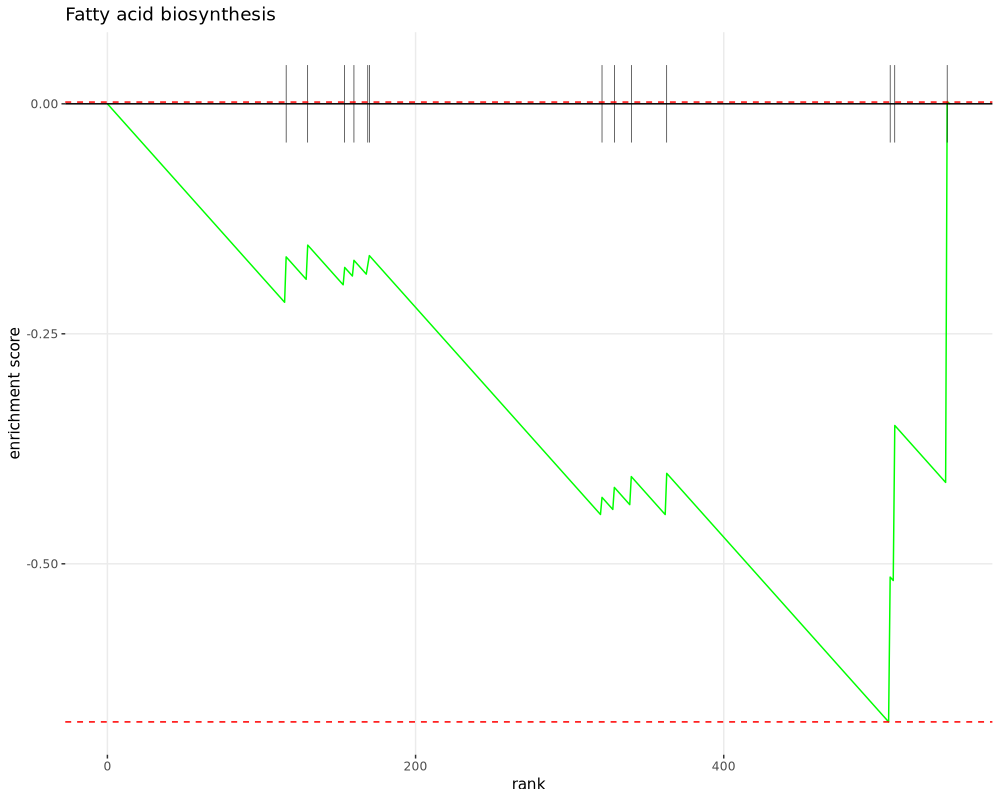 Fatty acid biosynthesis
0.00
-0.25
-0.50
enrichment score
0
200
400
rank